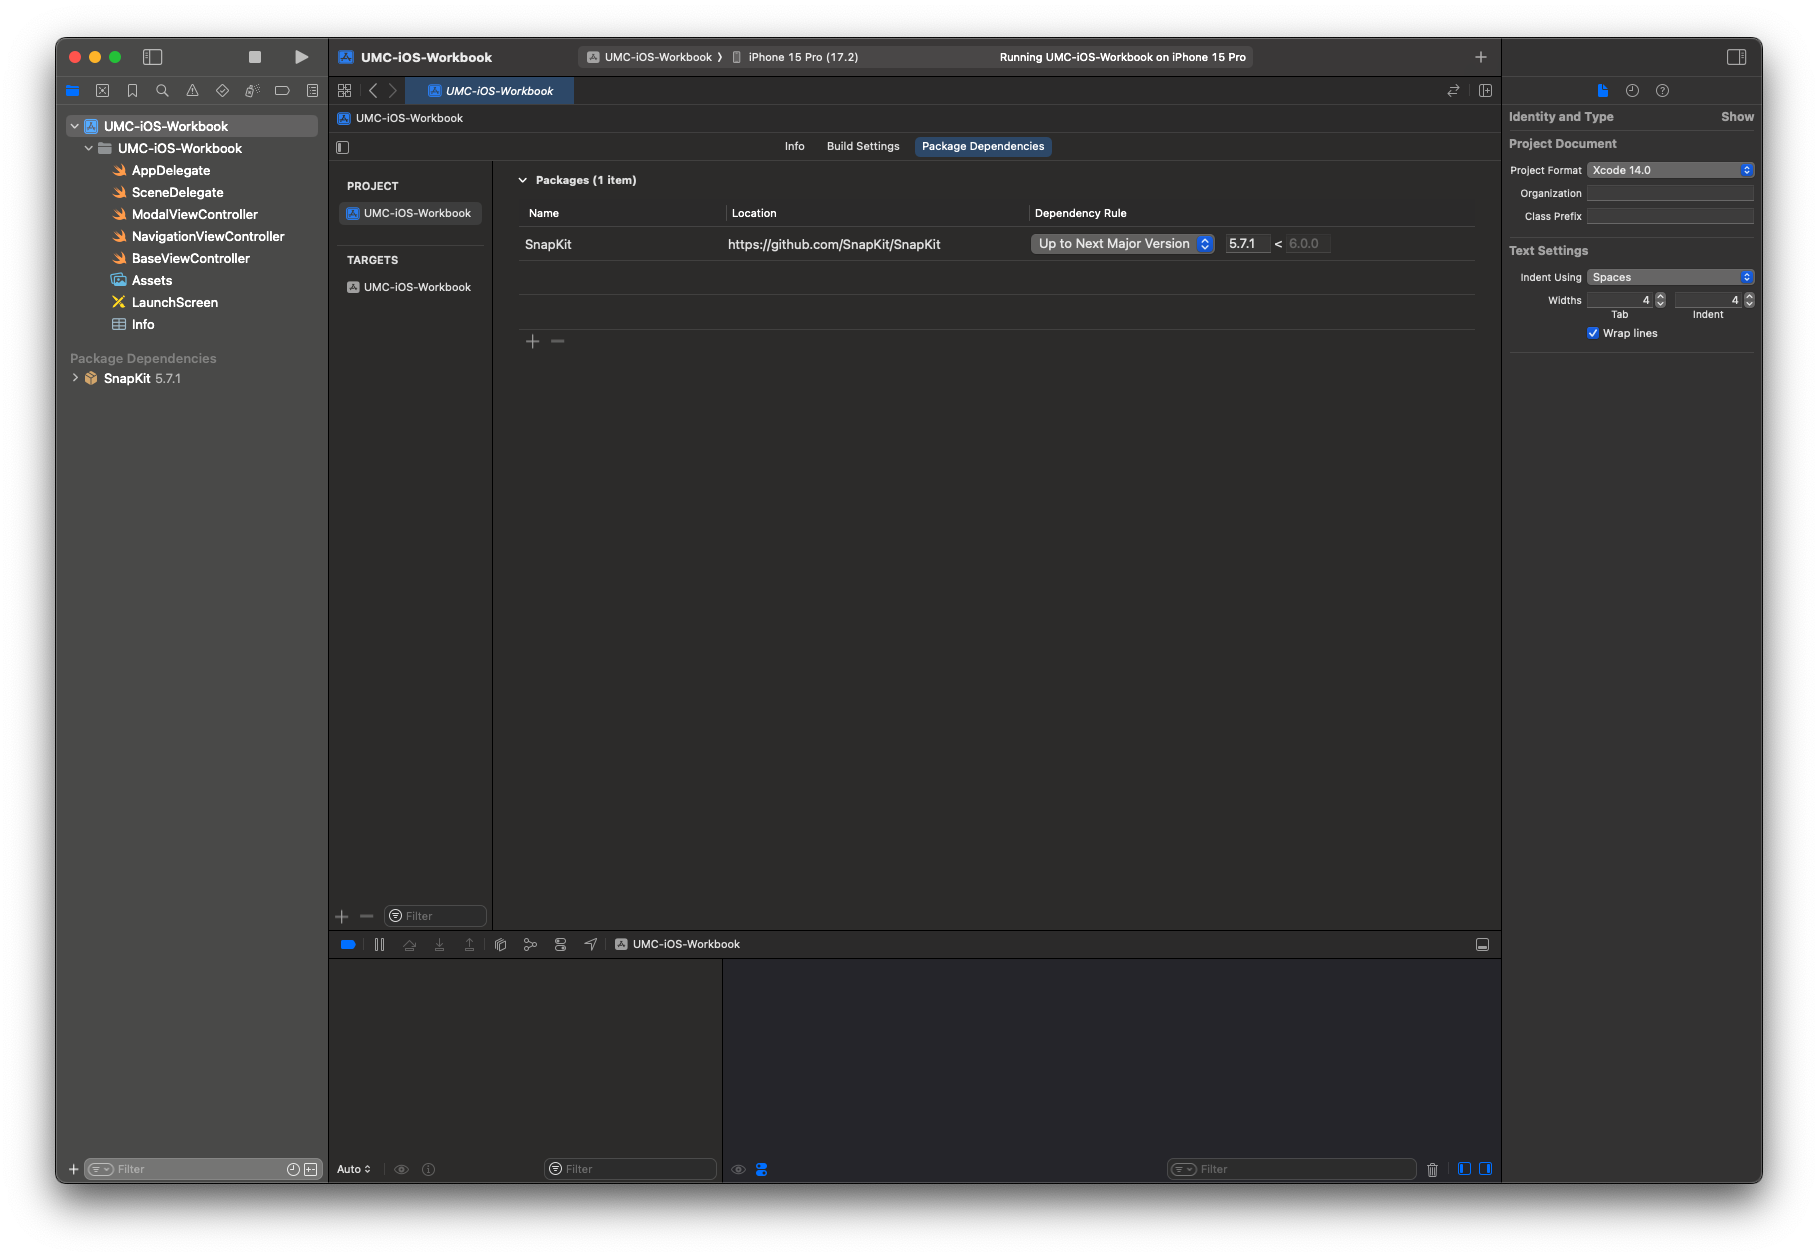 UMC-iOS-Workbook
UMC-iOS-Workbook ❯ iPhone 15 Pro (17.2)
Running UMC-iOS-Workbook on iPhone 15 Pro
UMC-iOS-Workbook
UMC-iOS-Workbook
UMC-iOS-Workbook
AppDelegate
SceneDelegate
ModalViewController
NavigationViewController
BaseViewController
Assets
LaunchScreen
Info
Package Dependencies
SnapKit 5.7.1
Filter
UMC-iOS-Workbook
Info Build Settings Package Dependencies
PROJECT
UMC-iOS-Workbook
TARGETS
UMC-iOS-Workbook
Filter
Packages (1 item)
Name Location Dependency Rule
SnapKit https://github.com/SnapKit/SnapKit Up to Next Major Version 5.7.1 < 6.0.0
UMC-iOS-Workbook
Auto
Filter
Filter
Identity and Type Show
Project Document
Project Format Xcode 14.0
Organization
Class Prefix
Text Settings
Indent Using Spaces
Widths 4 4
Tab Indent
Wrap lines